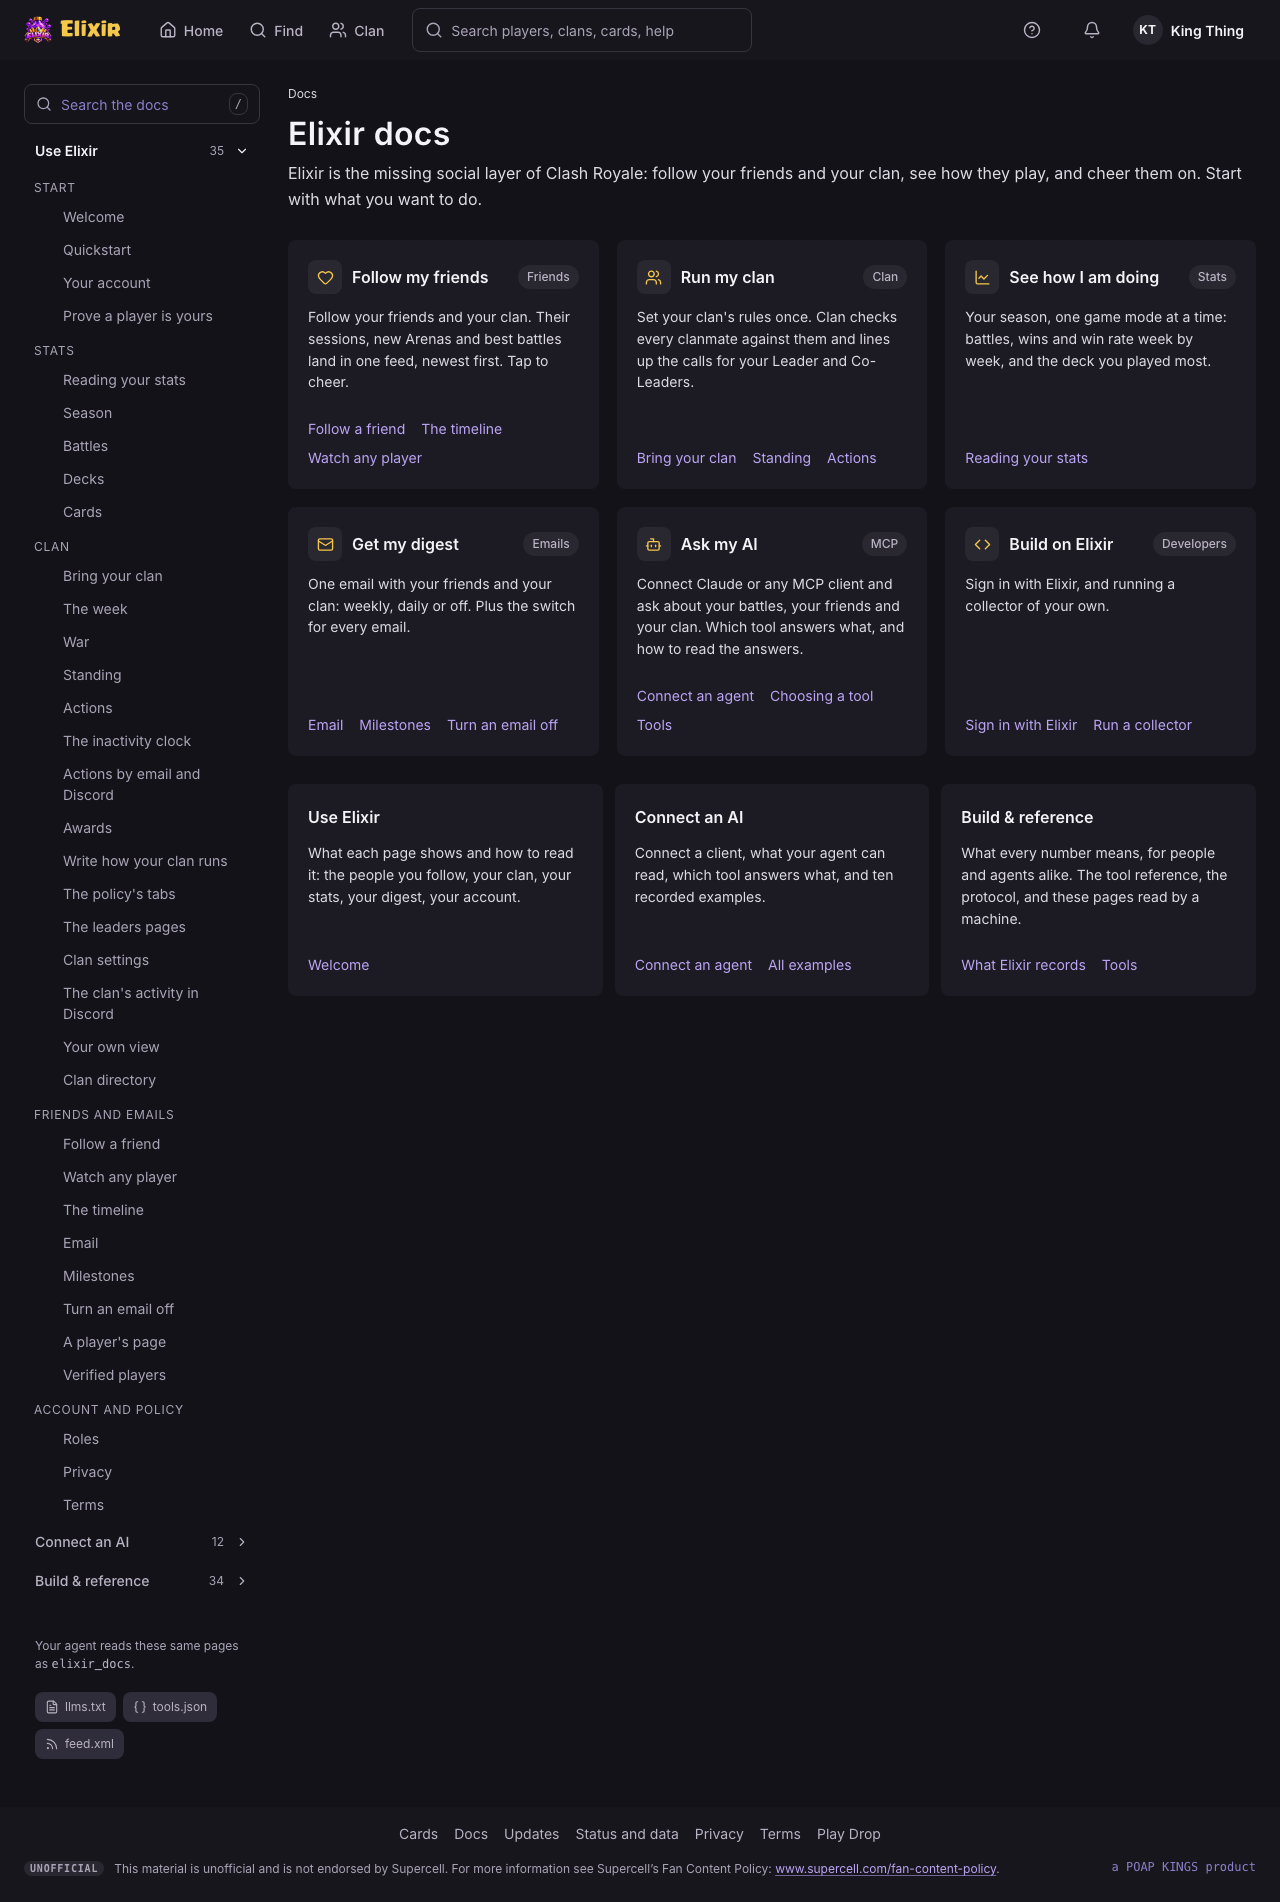 Elixir
Home
Find
Clan
Search players, clans, cards, help
KT
King Thing
Search the docs
/
Use Elixir
35
START
Welcome
Quickstart
Your account
Prove a player is yours
STATS
Reading your stats
Season
Battles
Decks
Cards
CLAN
Bring your clan
The week
War
Standing
Actions
The inactivity clock
Actions by email and
Discord
Awards
Write how your clan runs
The policy's tabs
The leaders pages
Clan settings
The clan's activity in
Discord
Your own view
Clan directory
FRIENDS AND EMAILS
Follow a friend
Watch any player
The timeline
Email
Milestones
Turn an email off
A player's page
Verified players
ACCOUNT AND POLICY
Roles
Privacy
Terms
Connect an AI
12
Build & reference
34
Your agent reads these same pages
as elixir_docs.
llms.txt
{} tools.json
feed.xml
Docs
Elixir docs
Elixir is the missing social layer of Clash Royale: follow your friends and your clan, see how they play, and cheer them on. Start
with what you want to do.
Follow my friends
Friends
Follow your friends and your clan. Their
sessions, new Arenas and best battles
land in one feed, newest first. Tap to
cheer.
Follow a friend
The timeline
Watch any player
Run my clan
Clan
Set your clan's rules once. Clan checks
every clanmate against them and lines
up the calls for your Leader and Co-
Leaders.
Bring your clan
Standing
Actions
See how I am doing
Stats
Your season, one game mode at a time:
battles, wins and win rate week by
week, and the deck you played most.
Reading your stats
Get my digest
Emails
One email with your friends and your
clan: weekly, daily or off. Plus the switch
for every email.
Email
Milestones
Turn an email off
Ask my AI
MCP
Connect Claude or any MCP client and
ask about your battles, your friends and
your clan. Which tool answers what, and
how to read the answers.
Connect an agent
Choosing a tool
Tools
Build on Elixir
Developers
Sign in with Elixir, and running a
collector of your own.
Sign in with Elixir
Run a collector
Use Elixir
What each page shows and how to read
it: the people you follow, your clan, your
stats, your digest, your account.
Welcome
Connect an AI
Connect a client, what your agent can
read, which tool answers what, and ten
recorded examples.
Connect an agent
All examples
Build & reference
What every number means, for people
and agents alike. The tool reference, the
protocol, and these pages read by a
machine.
What Elixir records
Tools
Cards
Docs
Updates
Status and data
Privacy
Terms
Play Drop
UNOFFICIAL
This material is unofficial and is not endorsed by Supercell. For more information see Supercell’s Fan Content Policy: www.supercell.com/fan-content-policy.
a POAP KINGS product